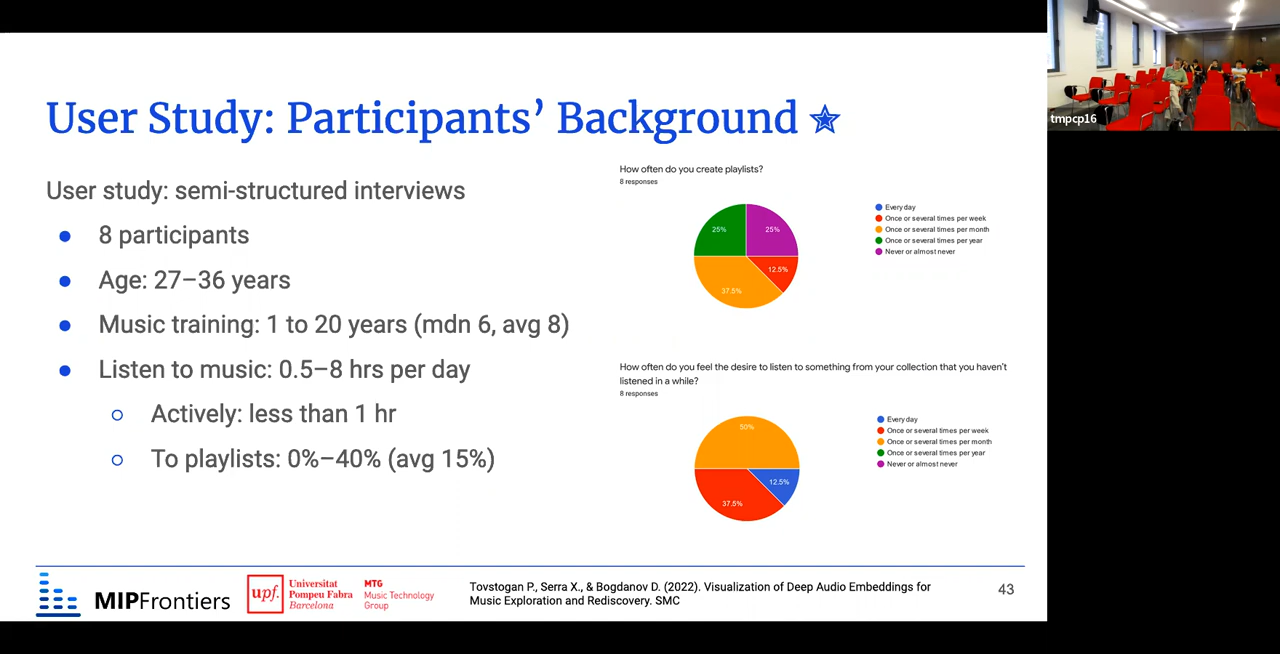 User Study: Participants' Background
User study: semi-structured interviews
8 participants
Age: 27–36 years
Music training: 1 to 20 years (mdn 6, avg 8)
Listen to music: 0.5–8 hrs per day
Actively: less than 1 hr
To playlists: 0%–40% (avg 15%)
How often do you create playlists?
8 responses
25%
25%
12.5%
37.5%
Every day
Once or several times per week
Once or several times per month
Once or several times per year
Never or almost never
How often do you feel the desire to listen to something from your collection that you haven't
listened in a while?
8 responses
50%
12.5%
37.5%
Every day
Once or several times per week
Once or several times per month
Once or several times per year
Never or almost never
MIPFrontiers
upf.
Universitat
Pompeu Fabra
Barcelona
MTG
Music Technology
Group
Tovstogan P., Serra X., & Bogdanov D. (2022). Visualization of Deep Audio Embeddings for
Music Exploration and Rediscovery. SMC
43
tmpcp16